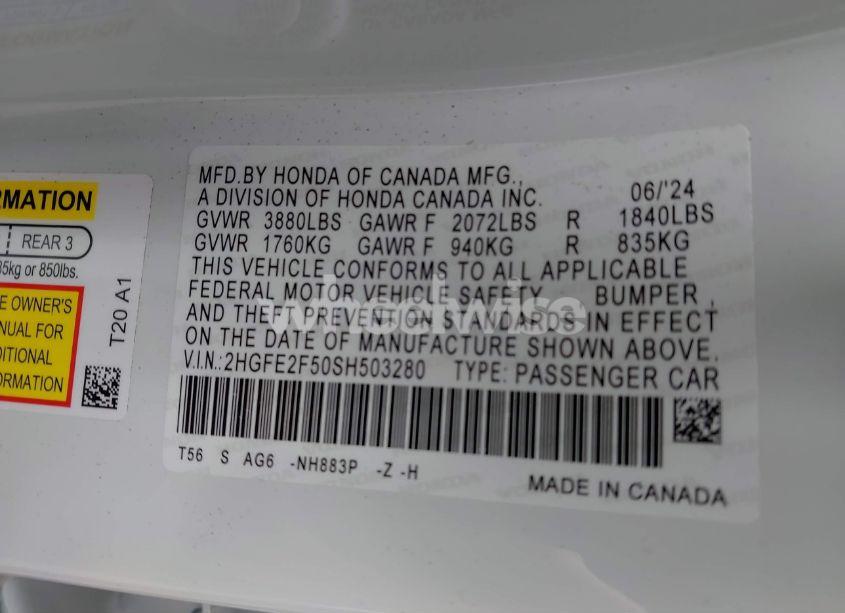 RMATION
REAR 3
35kg or 850lbs.
E OWNER'S
NUAL FOR
DITIONAL
ORMATION
T20 A1
MFD.BY HONDA OF CANADA MFG.,
A DIVISION OF HONDA CANADA INC. 06/'24
GVWR 3880LBS GAWR F 2072LBS R 1840LBS
GVWR 1760KG GAWR F 940KG R 835KG
THIS VEHICLE CONFORMS TO ALL APPLICABLE
FEDERAL MOTOR VEHICLE SAFETY, BUMPER,
AND THEFT PREVENTION STANDARDS IN EFFECT
ON THE DATE OF MANUFACTURE SHOWN ABOVE.
V.I.N.:2HGFE2F50SH503280 TYPE: PASSENGER CAR
T56 S AG6 -NH883P -Z -H
MADE IN CANADA
wheelwise